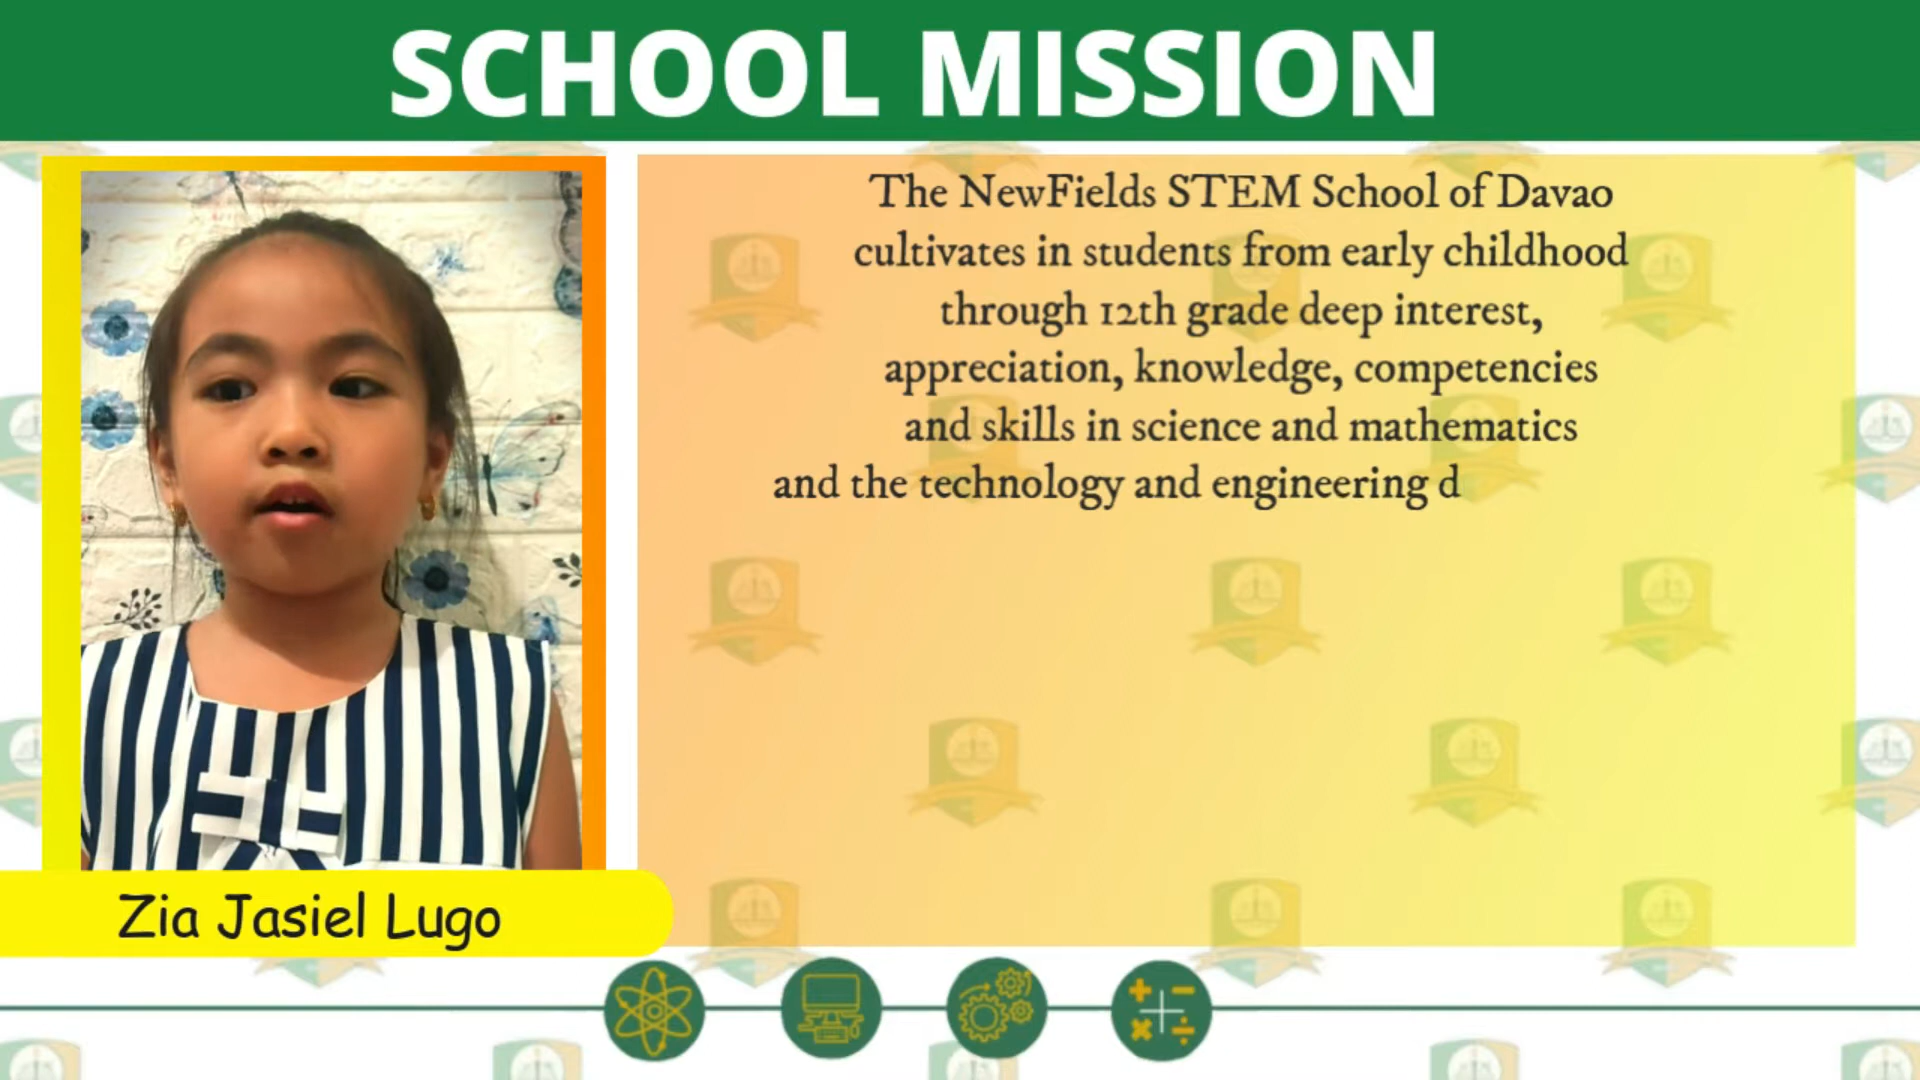 SCHOOL MISSION
The NewFields STEM School of Davao
cultivates in students from early childhood
through 12th grade deep interest,
appreciation, knowledge, competencies
and skills in science and mathematics
and the technology and engineering d
Zia Jasiel Lugo